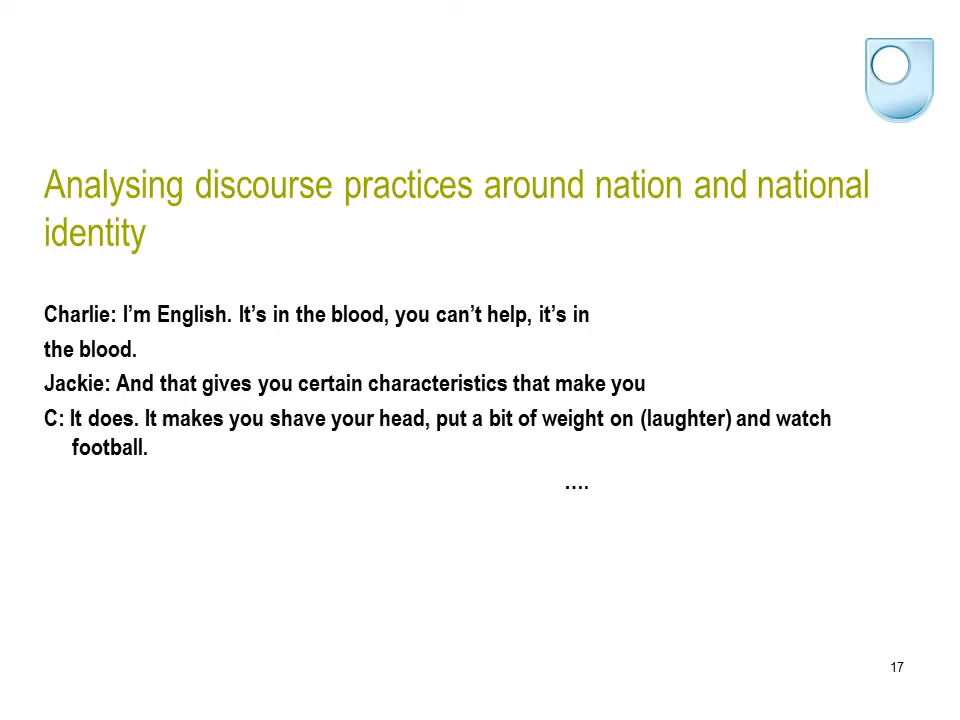 Analysing discourse practices around nation and national
identity
Charlie: I’m English. It’s in the blood, you can’t help, it’s in
the blood.
Jackie: And that gives you certain characteristics that make you
C: It does. It makes you shave your head, put a bit of weight on (laughter) and watch
football.
….
17